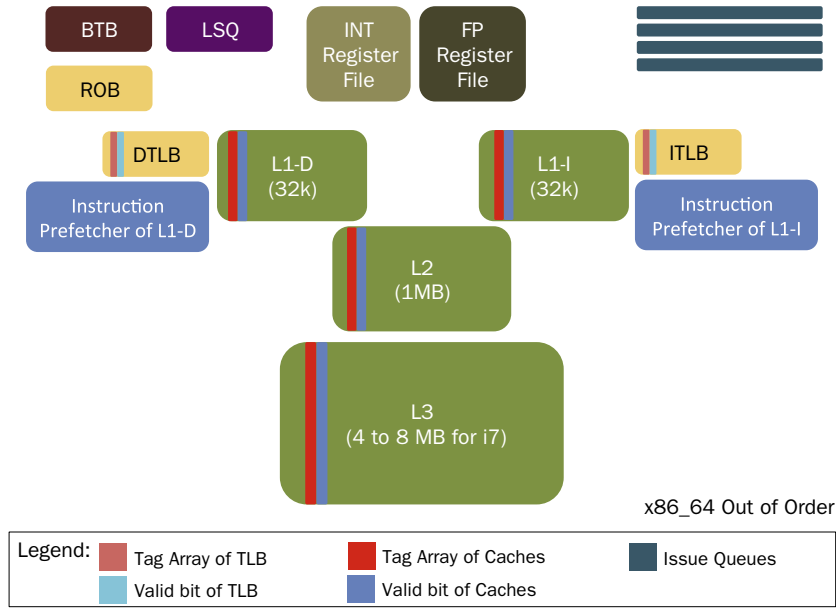 BTB
LSQ
INT
Register
File
FP
Register
File
ROB
DTLB
L1-D
(32k)
L1-I
(32k)
ITLB
Instruction
Prefetcher of L1-D
Instruction
Prefetcher of L1-I
L2
(1MB)
L3
(4 to 8 MB for i7)
x86_64 Out of Order
Legend:
Tag Array of TLB
Tag Array of Caches
Issue Queues
Valid bit of TLB
Valid bit of Caches